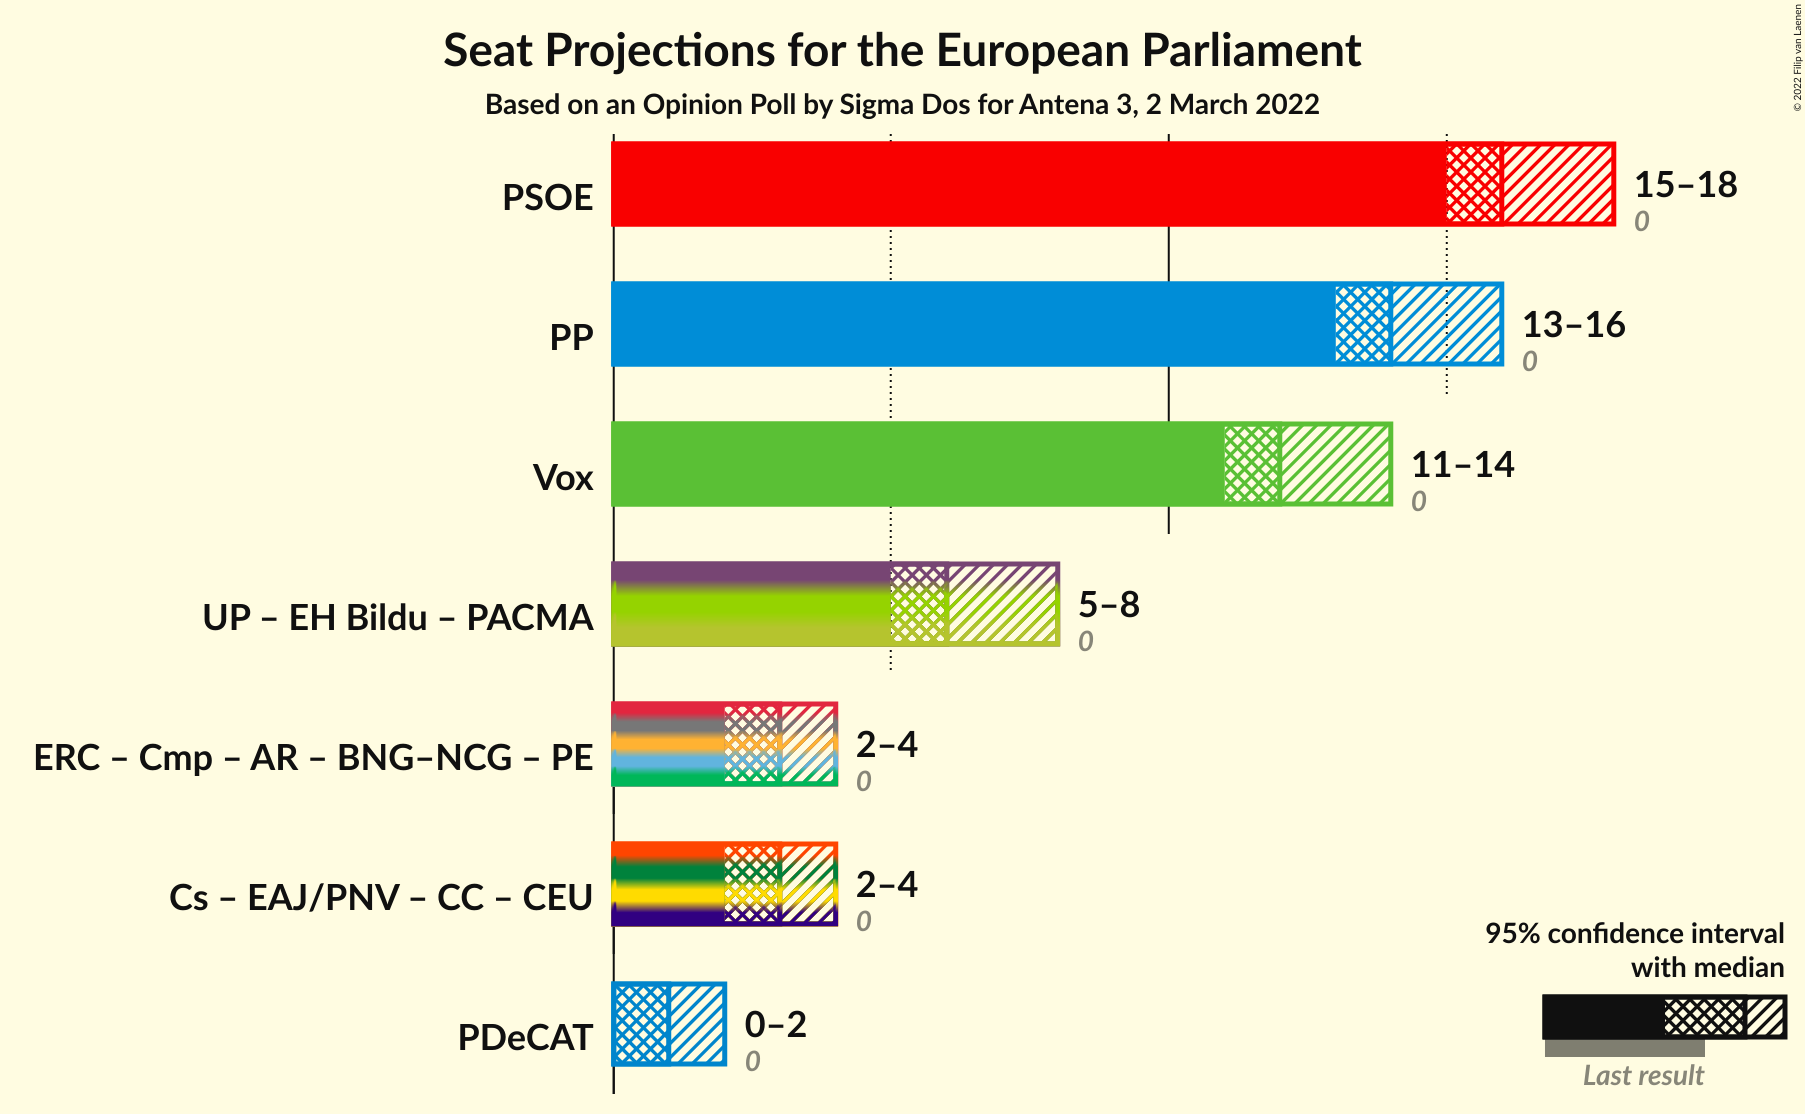 Seat Projections for the European Parliament
Based on an Opinion Poll by Sigma Dos for Antena 3, 2 March 2022
© 2022 Filip van Laenen
PSOE
15–18
0
PP
13–16
0
Vox
11–14
0
UP – EH Bildu – PACMA
5–8
0
ERC – Cmp – AR – BNG–NCG – PE
2–4
0
Cs – EAJ/PNV – CC – CEU
2–4
0
PDeCAT
0–2
0
95% confidence interval
with median
Last result